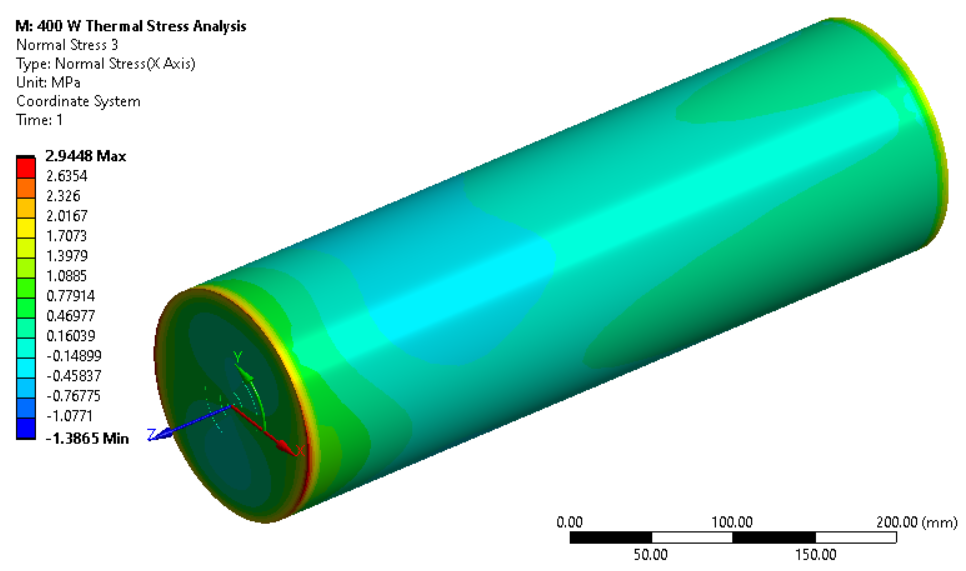 M: 400 W Thermal Stress Analysis
Normal Stress 3
Type: Normal Stress(X Axis)
Unit: MPa
Coordinate System
Time: 1
2.9448 Max
2.6354
2.326
2.0167
1.7073
1.3979
1.0885
0.77914
0.46977
0.16039
-0.14899
-0.45837
-0.76775
-1.0771
-1.3865 Min
Y
Z
X
0.00
100.00
200.00 (mm)
50.00
150.00